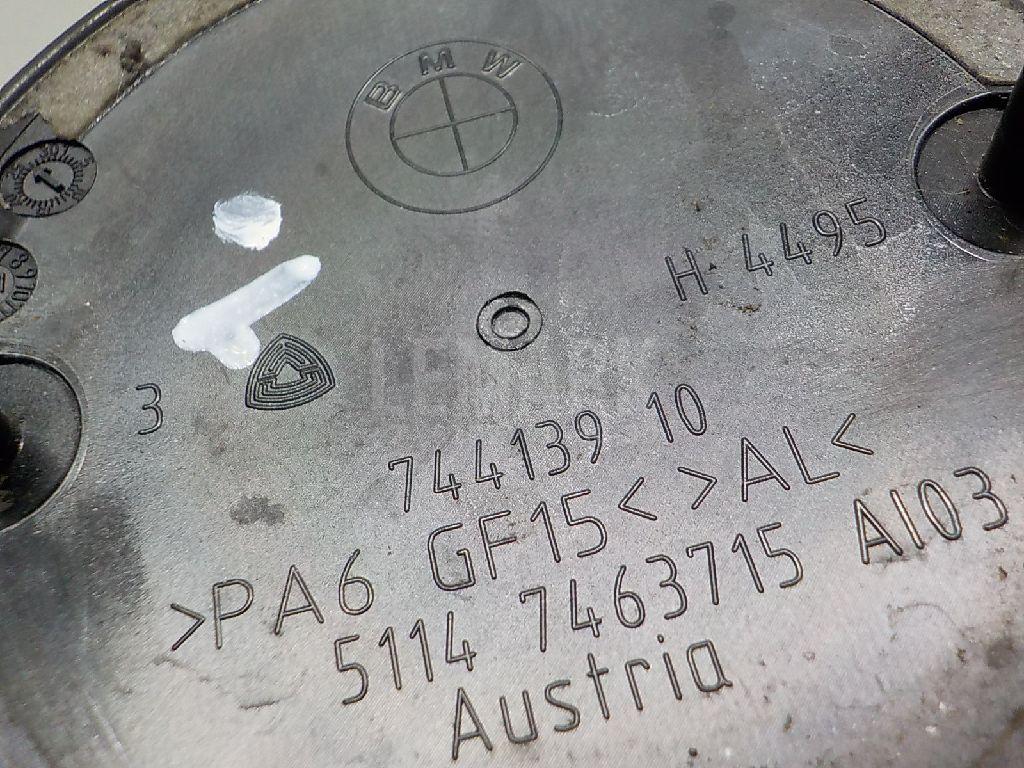 BMW
H 4495
3
744139 10
>PA6 GF15< >AL<
5114 7463715 AI03
Austria